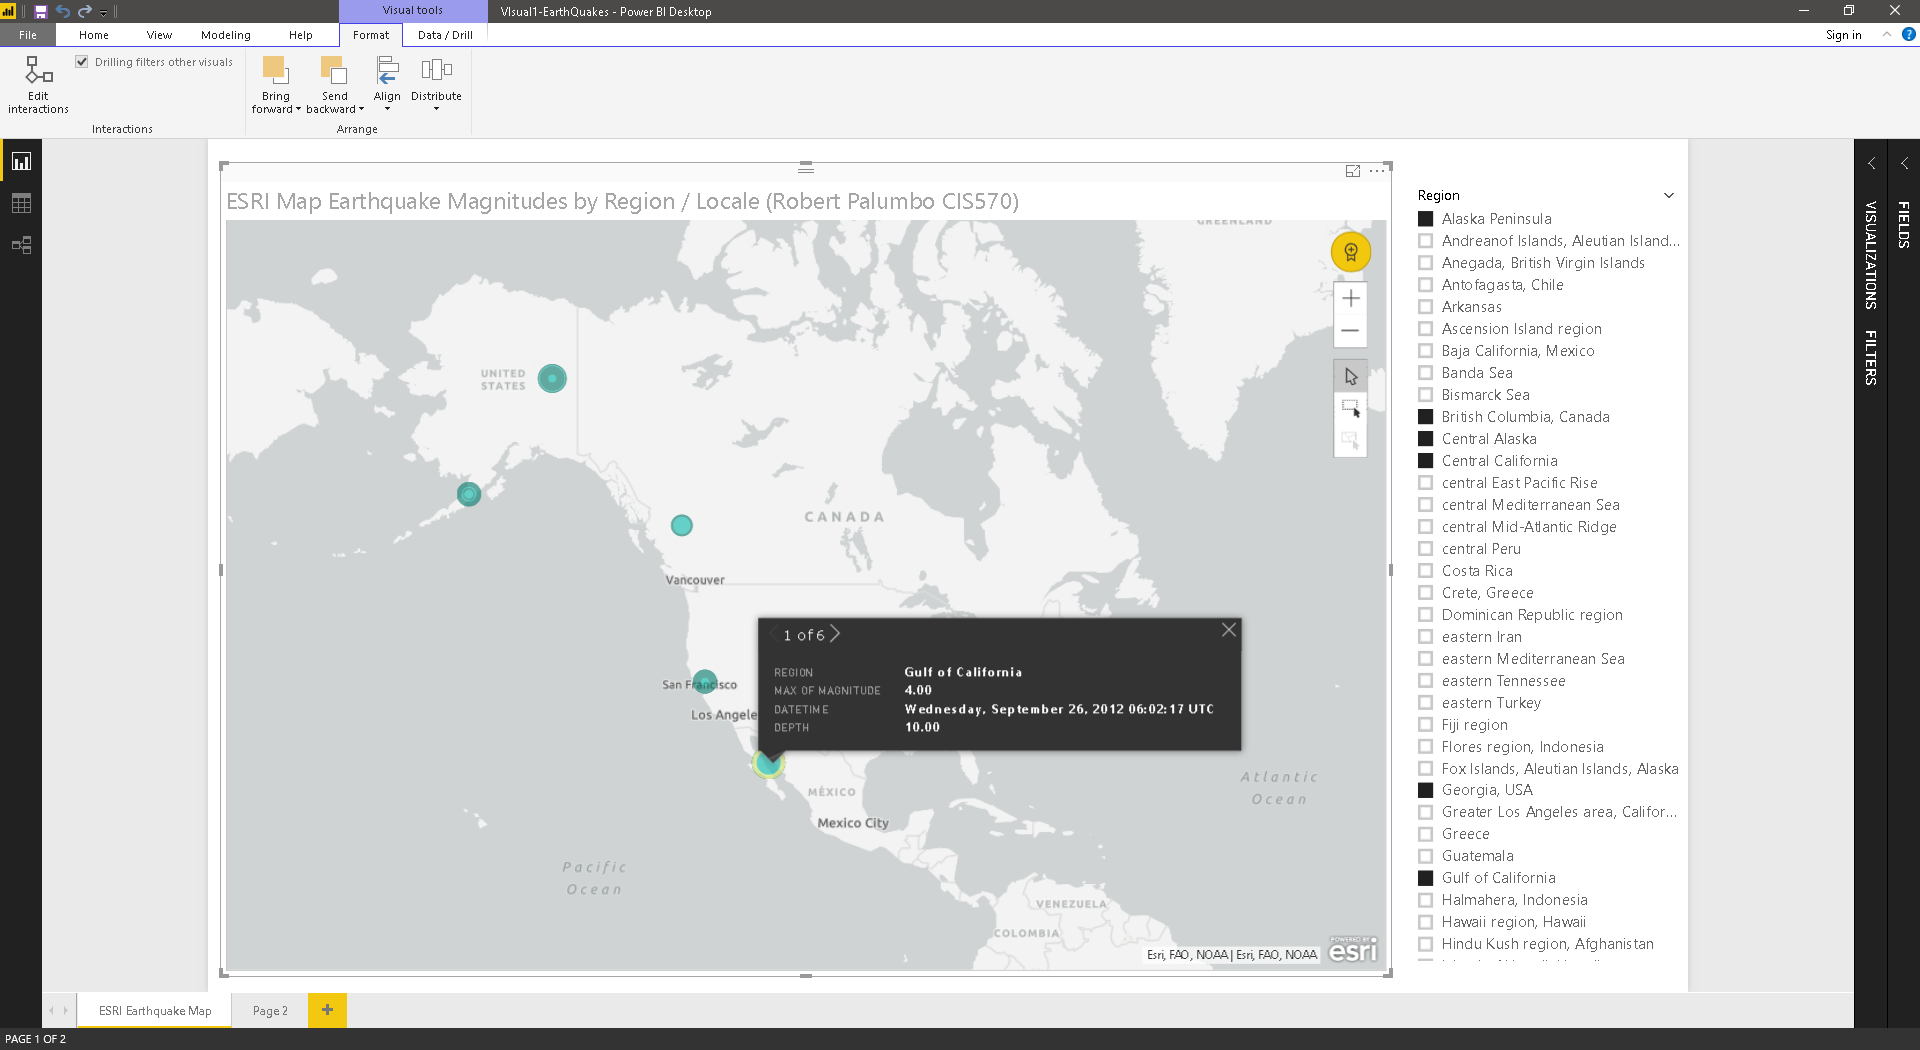 Visual tools
VIsual1-EarthQuakes - Power BI Desktop
File
Home
View
Modeling
Help
Format
Data / Drill
Sign in
?
Edit
interactions
Drilling filters other visuals
Interactions
Bring
forward
Send
backward
Align
Distribute
Arrange
ESRI Map Earthquake Magnitudes by Region / Locale (Robert Palumbo CIS570)
GREENLAND
UNITED
STATES
CANADA
Vancouver
San Francisco
Los Angele
1 of 6
REGION Gulf of California
MAX OF MAGNITUDE 4.00
DATETIME Wednesday, September 26, 2012 06:02:17 UTC
DEPTH 10.00
MÉXICO
Mexico City
Atlantic
Ocean
Pacific
Ocean
VENEZUELA
COLOMBIA
Esri, FAO, NOAA | Esri, FAO, NOAA
POWERED BY
esri
Region
Alaska Peninsula
Andreanof Islands, Aleutian Island...
Anegada, British Virgin Islands
Antofagasta, Chile
Arkansas
Ascension Island region
Baja California, Mexico
Banda Sea
Bismarck Sea
British Columbia, Canada
Central Alaska
Central California
central East Pacific Rise
central Mediterranean Sea
central Mid-Atlantic Ridge
central Peru
Costa Rica
Crete, Greece
Dominican Republic region
eastern Iran
eastern Mediterranean Sea
eastern Tennessee
eastern Turkey
Fiji region
Flores region, Indonesia
Fox Islands, Aleutian Islands, Alaska
Georgia, USA
Greater Los Angeles area, Califor...
Greece
Guatemala
Gulf of California
Halmahera, Indonesia
Hawaii region, Hawaii
Hindu Kush region, Afghanistan
VISUALIZATIONS
FILTERS
FIELDS
ESRI Earthquake Map
Page 2
PAGE 1 OF 2